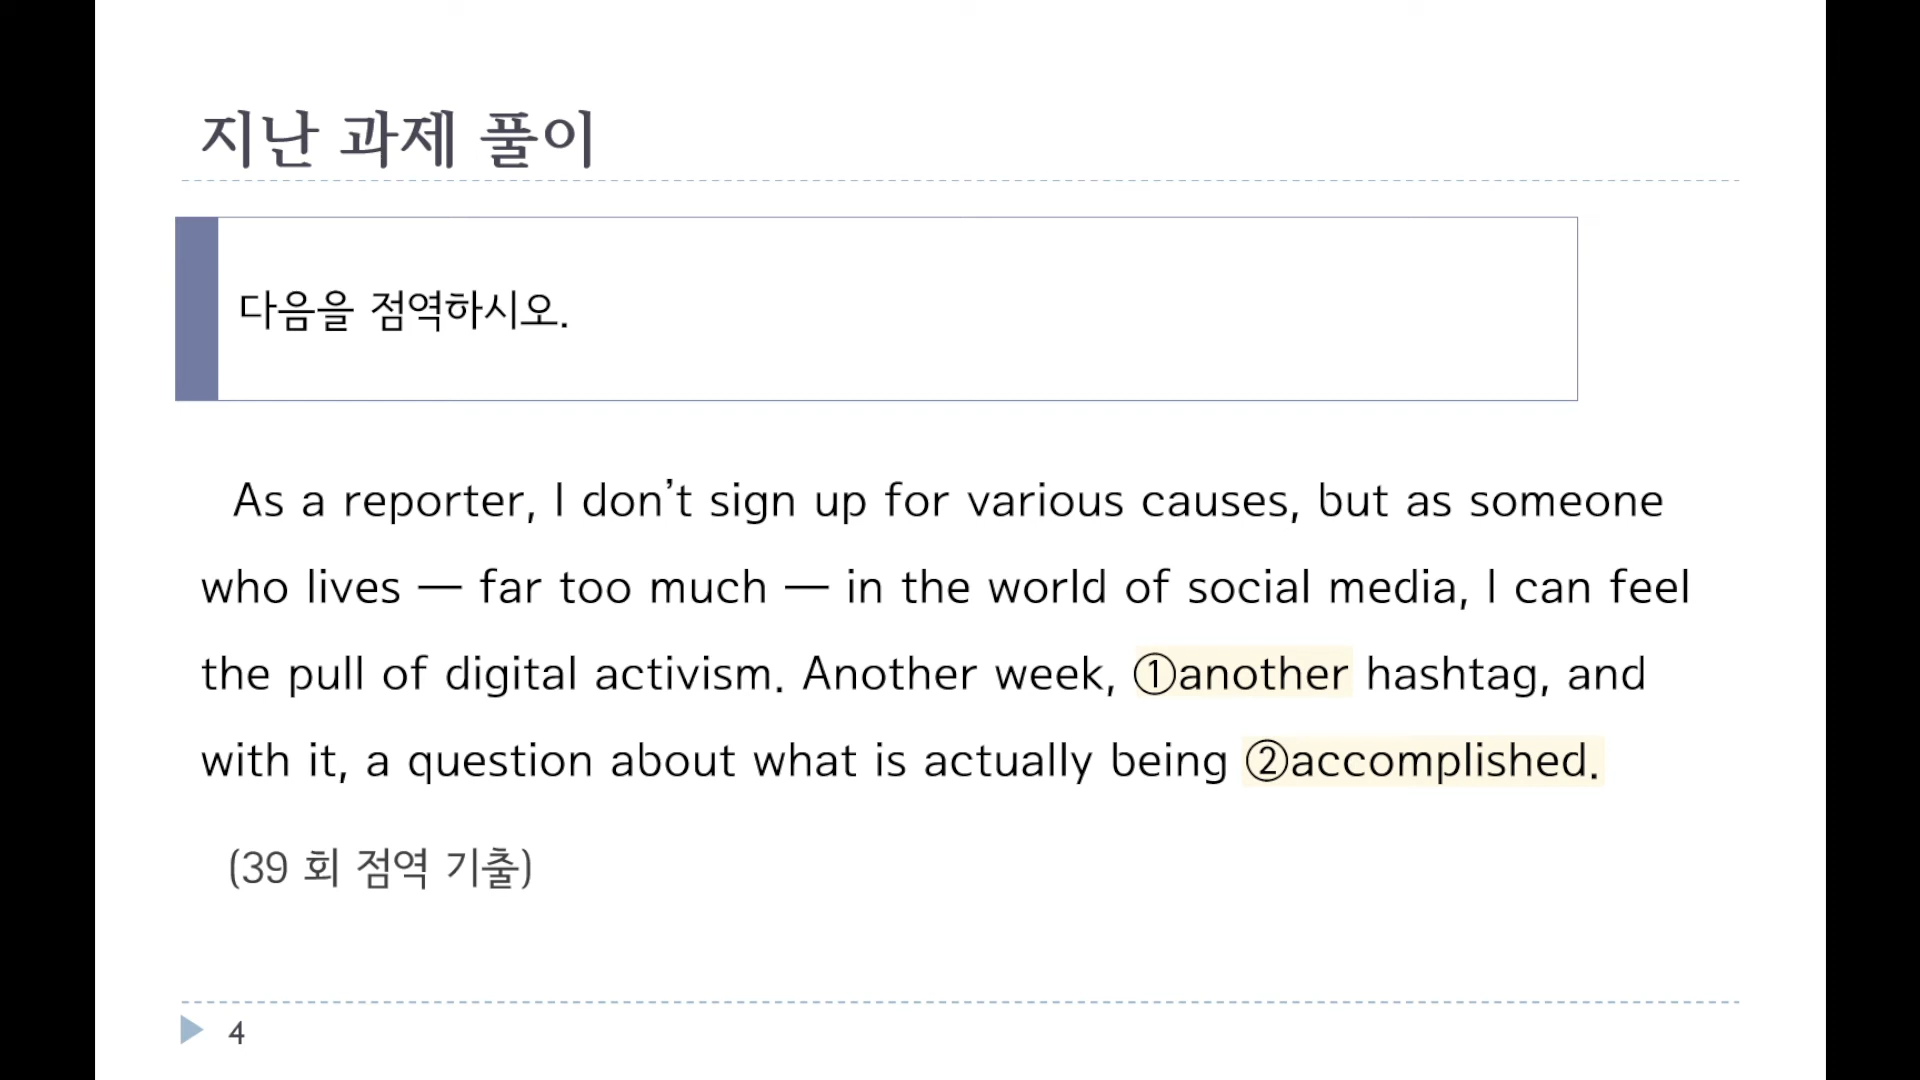 지난 과제 풀이
다음을 점역하시오.
As a reporter, I don’t sign up for various causes, but as someone
who lives — far too much — in the world of social media, I can feel
the pull of digital activism. Another week, ①another hashtag, and
with it, a question about what is actually being ②accomplished.
(39 회 점역 기출)
4